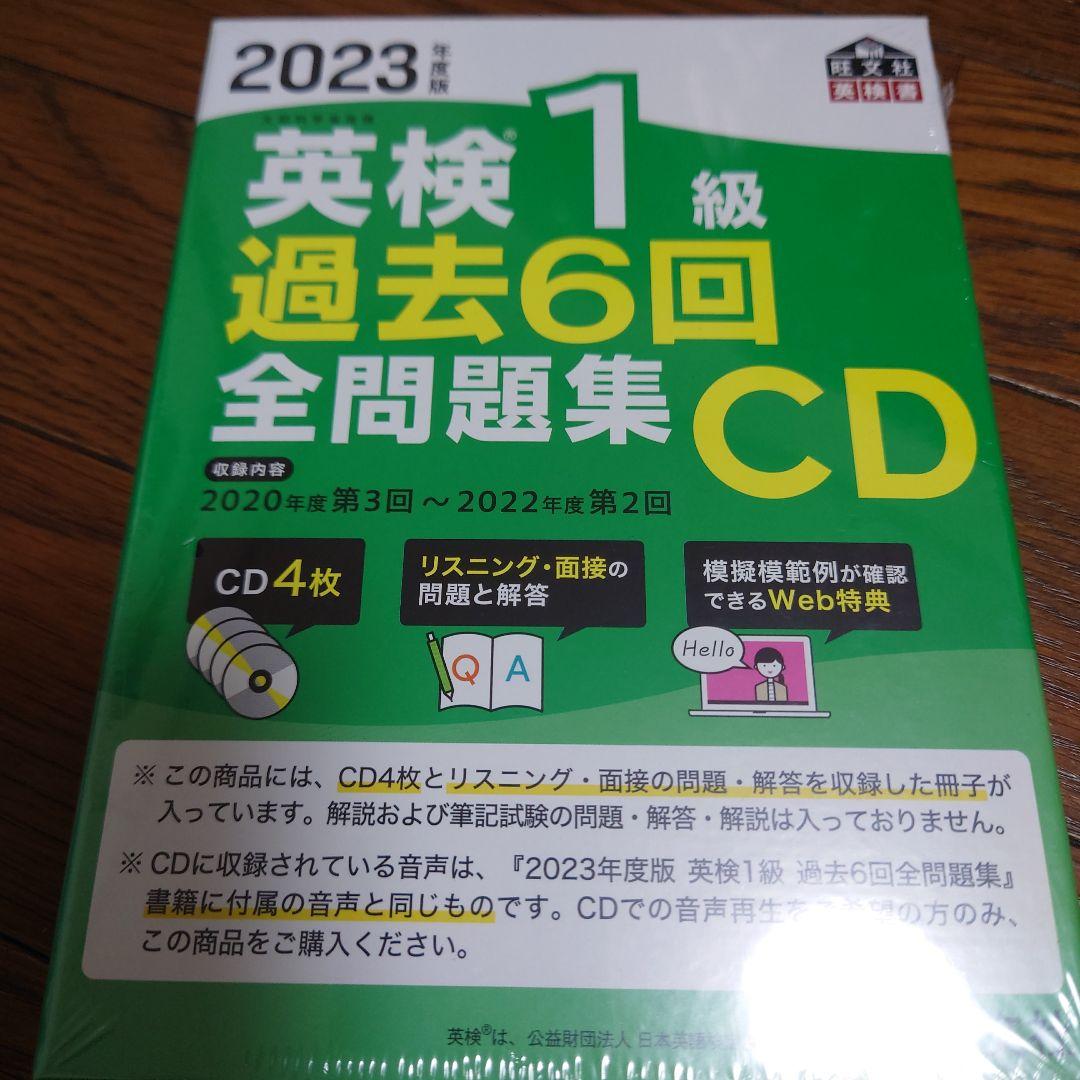 2023年度版
旺文社
英検書
英検®1級
過去6回
全問題集CD
収録内容
2020年度第3回～2022年度第2回
CD4枚
リスニング・面接の
問題と解答
模擬模範例が確認
できるWeb特典
Q A
Hello
※ この商品には、CD4枚とリスニング・面接の問題・解答を収録した冊子が
入っています。解説および筆記試験の問題・解答・解説は入っておりません。
※ CDに収録されている音声は、『2023年度版 英検1級 過去6回全問題集』
書籍に付属の音声と同じものです。CDでの音声再生をご希望の方のみ、
この商品をご購入ください。
英検®は、公益財団法人 日本英語検